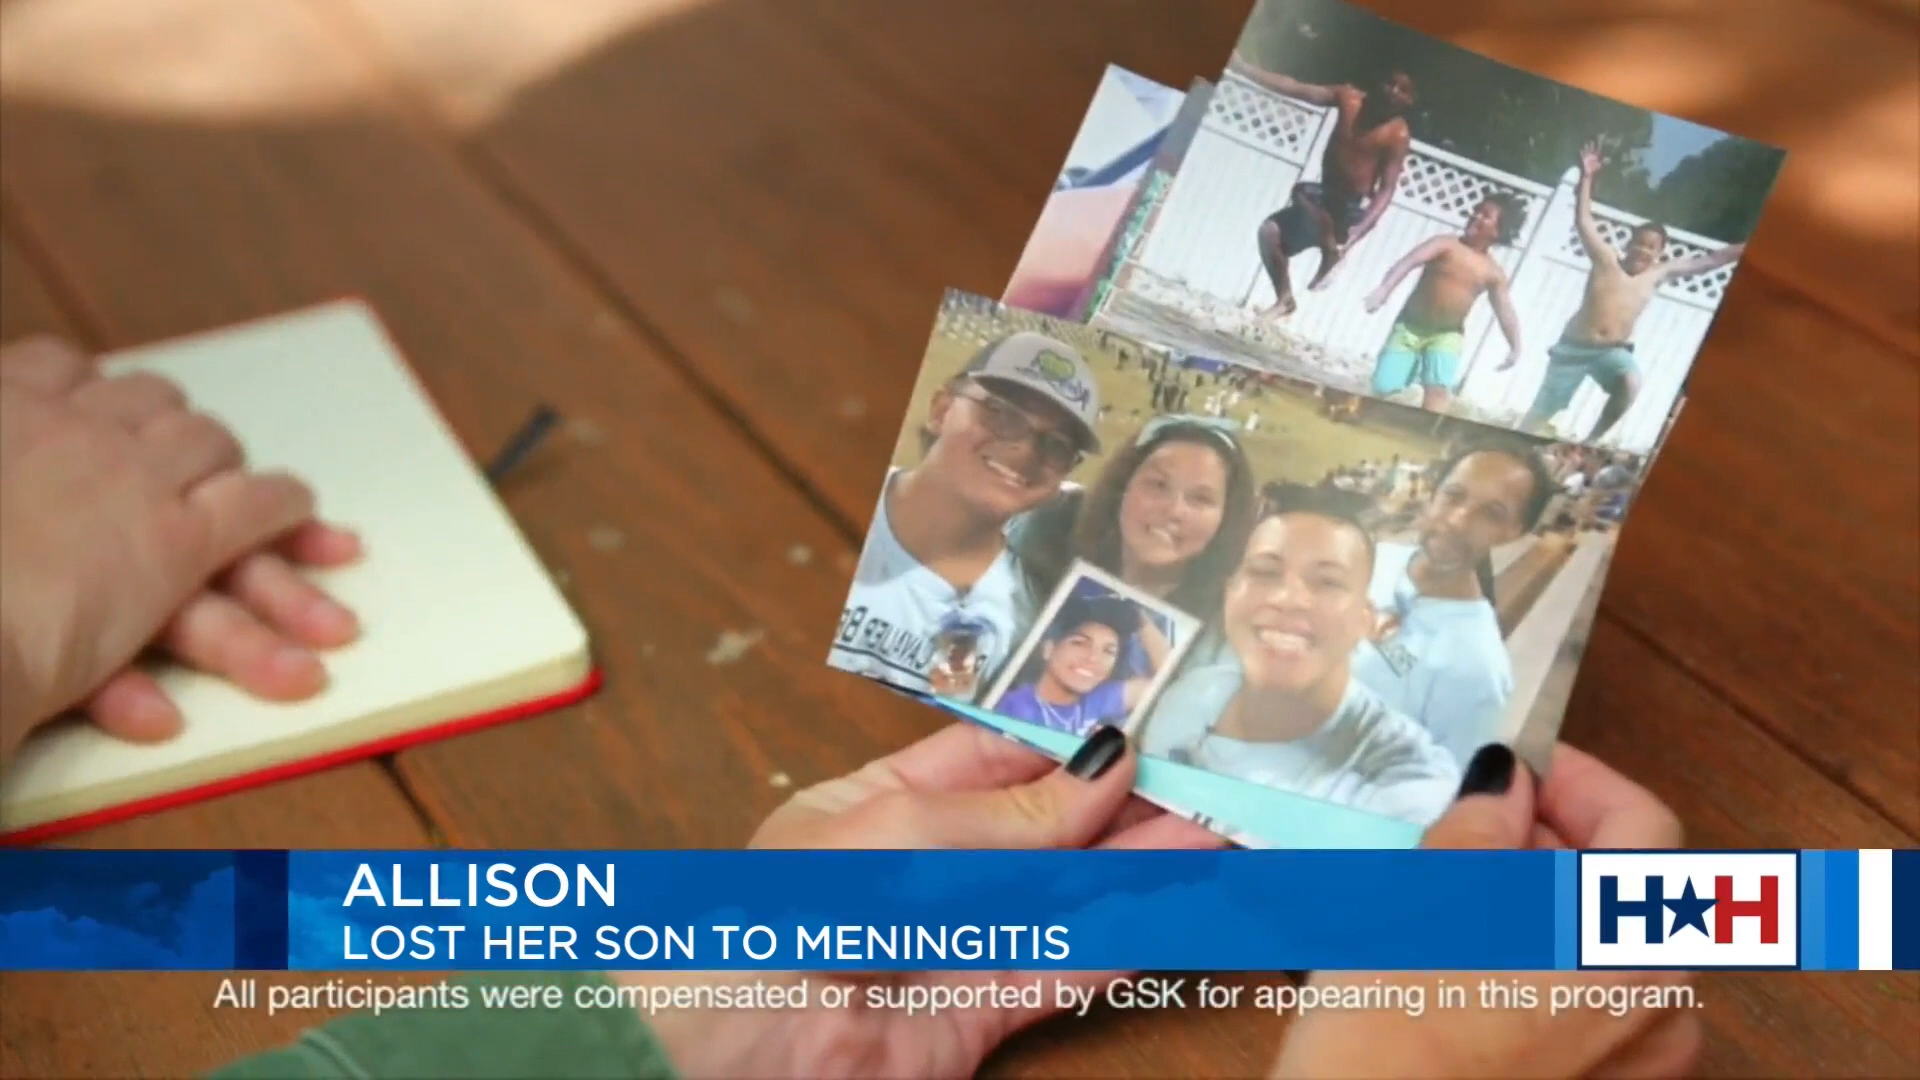 ALLISON
LOST HER SON TO MENINGITIS
H★H
All participants were compensated or supported by GSK for appearing in this program.